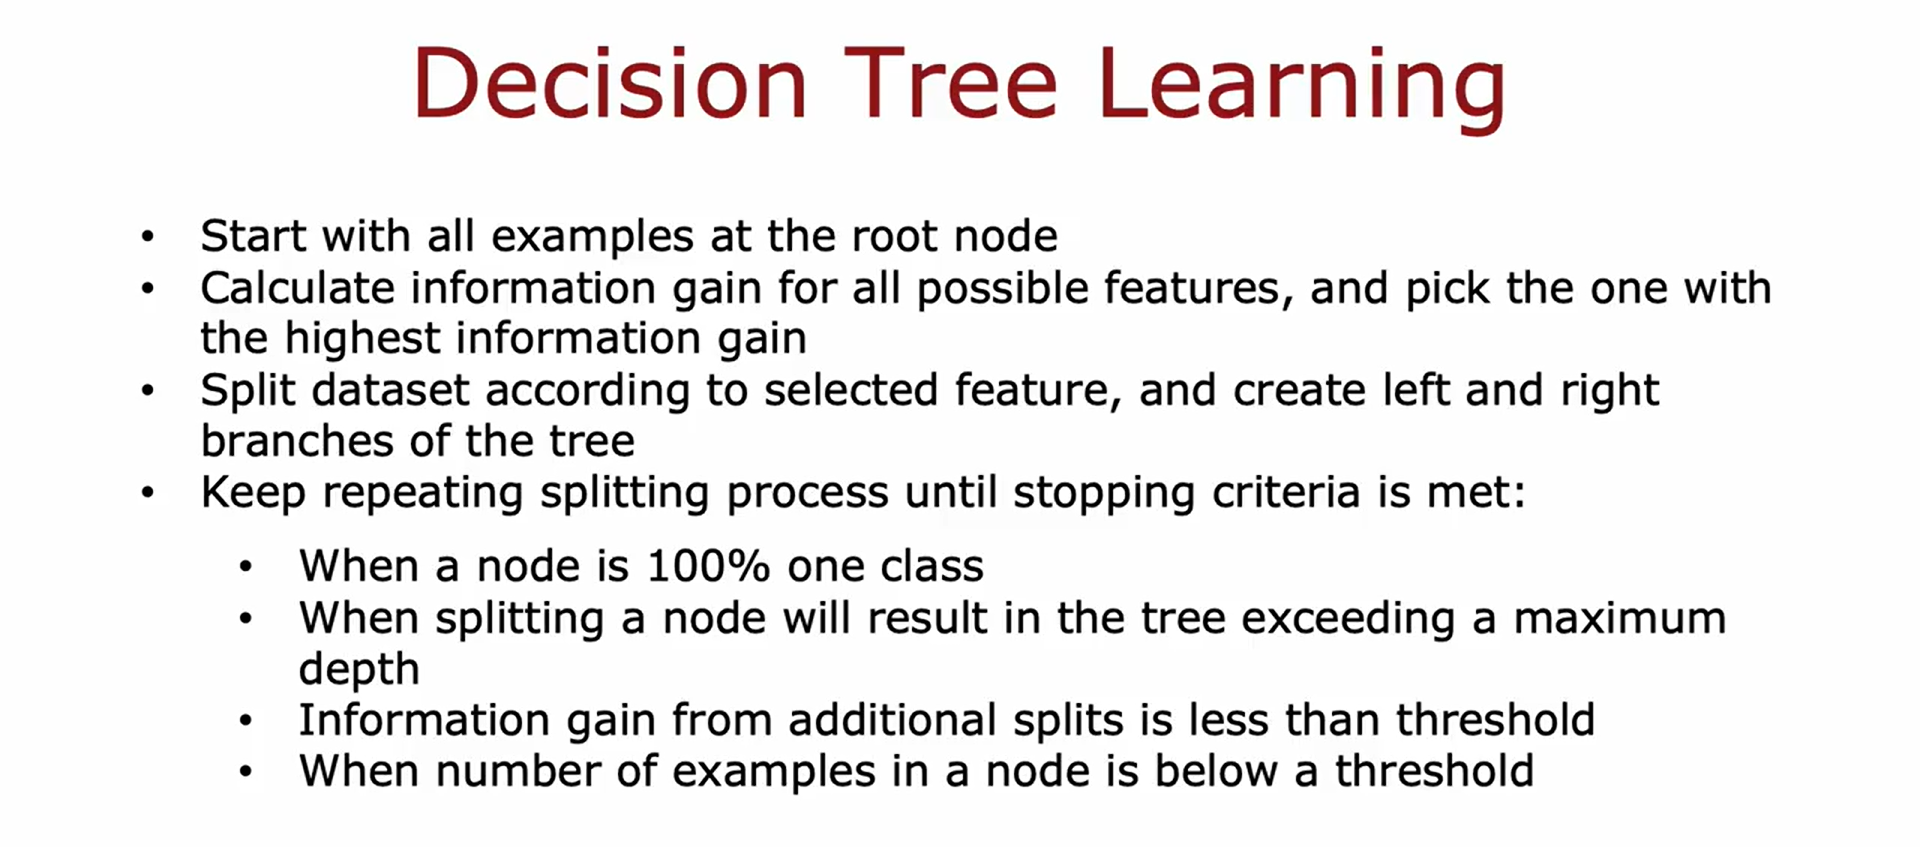 Decision Tree Learning
• Start with all examples at the root node
• Calculate information gain for all possible features, and pick the one with
the highest information gain
• Split dataset according to selected feature, and create left and right
branches of the tree
• Keep repeating splitting process until stopping criteria is met:
• When a node is 100% one class
• When splitting a node will result in the tree exceeding a maximum
depth
• Information gain from additional splits is less than threshold
• When number of examples in a node is below a threshold